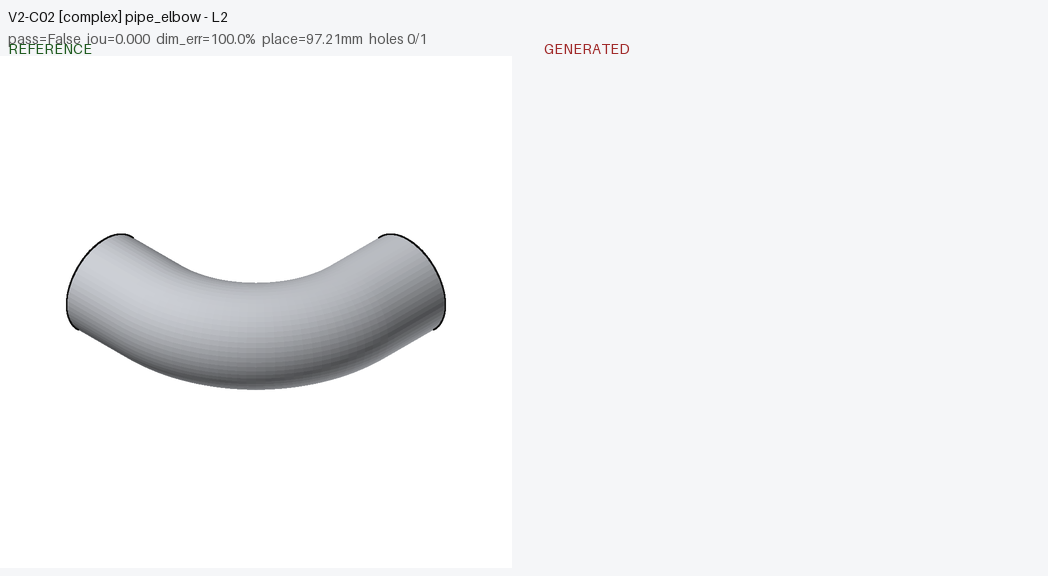 V2-C02 [complex] pipe_elbow - L2
pass=False iou=0.000 dim_err=100.0% place=97.21mm holes 0/1
REFERENCE
GENERATED